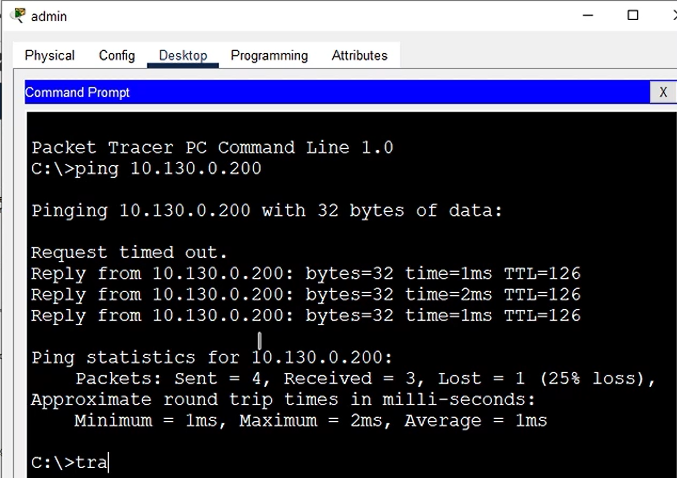 admin
Physical Config Desktop Programming Attributes
Command Prompt X
Packet Tracer PC Command Line 1.0
C:\>ping 10.130.0.200
Pinging 10.130.0.200 with 32 bytes of data:
Request timed out.
Reply from 10.130.0.200: bytes=32 time=1ms TTL=126
Reply from 10.130.0.200: bytes=32 time=2ms TTL=126
Reply from 10.130.0.200: bytes=32 time=1ms TTL=126
Ping statistics for 10.130.0.200:
Packets: Sent = 4, Received = 3, Lost = 1 (25% loss),
Approximate round trip times in milli-seconds:
Minimum = 1ms, Maximum = 2ms, Average = 1ms
C:\>tra